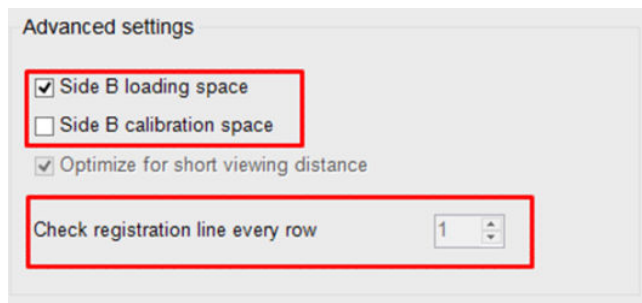 Advanced settings
Side B loading space
Side B calibration space
Optimize for short viewing distance
Check registration line every row 1